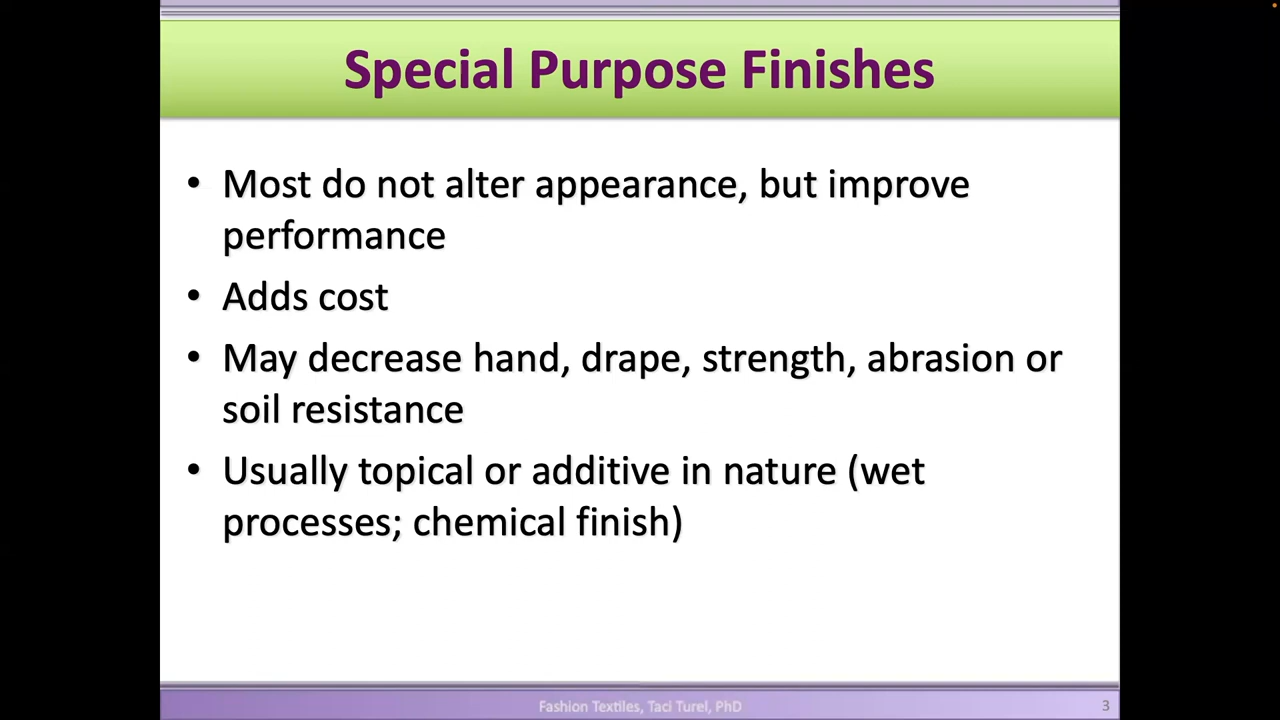 Special Purpose Finishes
• Most do not alter appearance, but improve
performance
• Adds cost
• May decrease hand, drape, strength, abrasion or
soil resistance
• Usually topical or additive in nature (wet
processes; chemical finish)
Fashion Textiles, Taci Turel, PhD
3